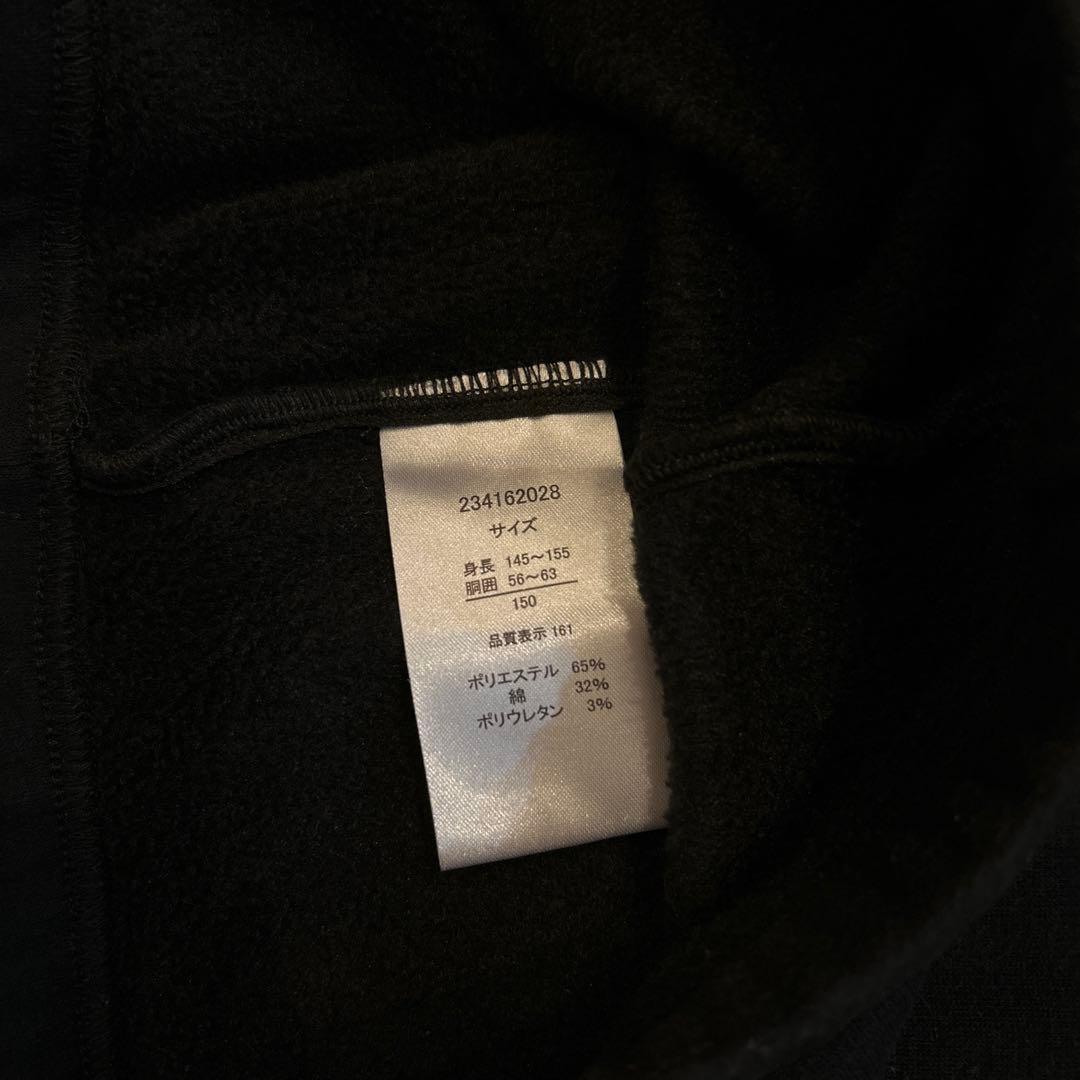 234162028
サイズ
身長 145～155
胴囲 56～63
150
品質表示 161
ポリエステル 65%
綿 32%
ポリウレタン 3%